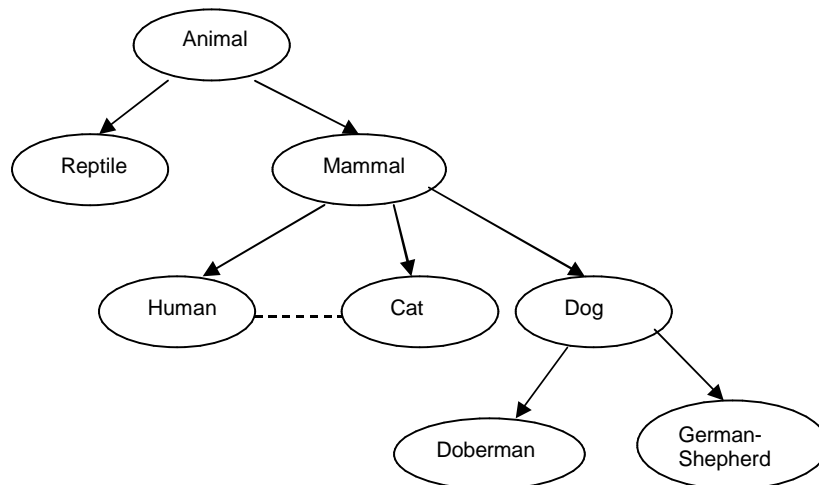 Animal
Reptile
Mammal
Human
Cat
Dog
Doberman
German-
Shepherd